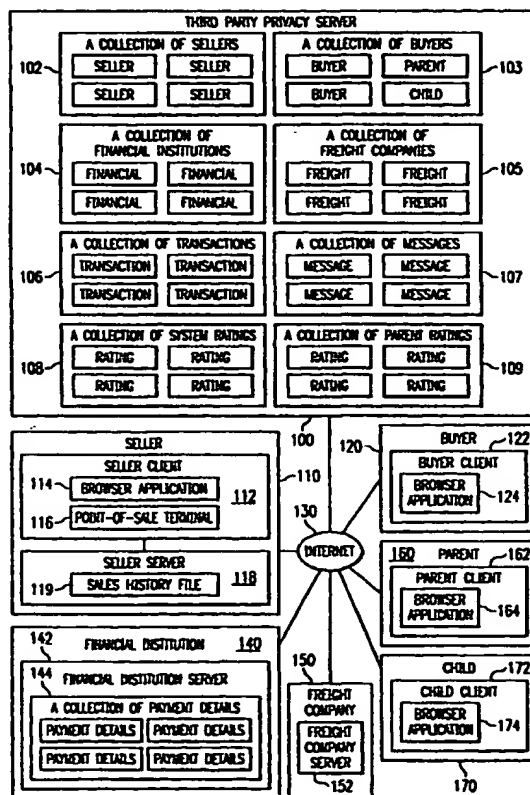 THIRD PARTY PRIVACY SERVER
A COLLECTION OF SELLERS
A COLLECTION OF BUYERS
102
SELLER SELLER
BUYER PARENT
103
SELLER SELLER
BUYER CHILD
A COLLECTION OF
FINANCIAL INSTITUTIONS
A COLLECTION OF
FREIGHT COMPANIES
104
FINANCIAL FINANCIAL
FREIGHT FREIGHT
105
FINANCIAL FINANCIAL
FREIGHT FREIGHT
A COLLECTION OF TRANSACTIONS
A COLLECTION OF MESSAGES
106
TRANSACTION TRANSACTION
MESSAGE MESSAGE
107
TRANSACTION TRANSACTION
MESSAGE MESSAGE
A COLLECTION OF SYSTEM RATINGS
A COLLECTION OF PARENT RATINGS
108
RATING RATING
RATING RATING
109
RATING RATING
RATING RATING
100
SELLER
110
SELLER CLIENT
114
BROWSER APPLICATION
112
116
POINT-OF-SALE TERMINAL
SELLER SERVER
119
SALES HISTORY FILE
118
130
INTERNET
120
BUYER
122
BUYER CLIENT
BROWSER
APPLICATION
124
160
PARENT
162
PARENT CLIENT
BROWSER
APPLICATION
164
CHILD
172
CHILD CLIENT
BROWSER
APPLICATION
174
170
FINANCIAL INSTITUTION
140
142
FINANCIAL INSTITUTION SERVER
144
A COLLECTION OF PAYMENT DETAILS
PAYMENT DETAILS PAYMENT DETAILS
PAYMENT DETAILS PAYMENT DETAILS
150
FREIGHT
COMPANY
FREIGHT
COMPANY
SERVER
152